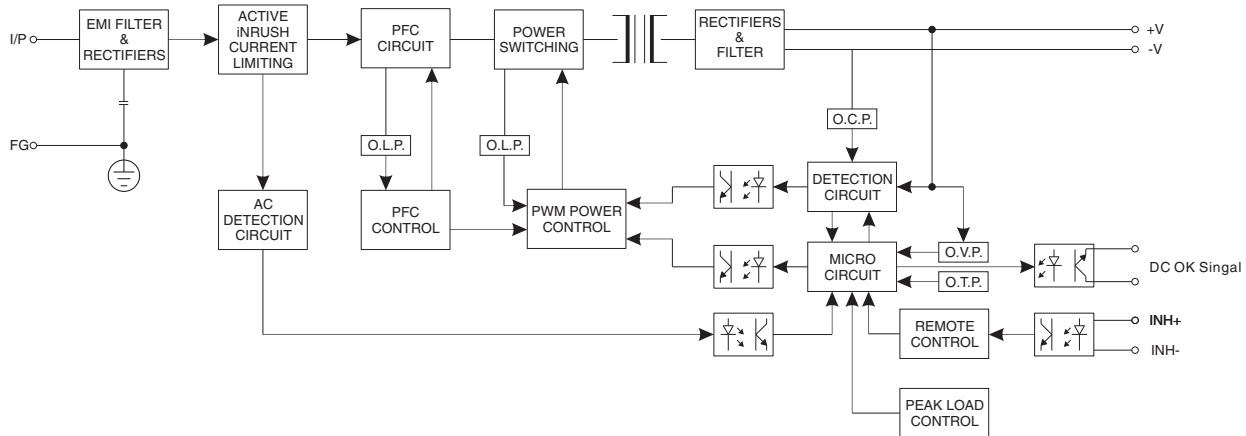 I/P
EMI FILTER
&
RECTIFIERS
ACTIVE
iNRUSH
CURRENT
LIMITING
PFC
CIRCUIT
POWER
SWITCHING
RECTIFIERS
&
FILTER
+V
-V
FG
O.L.P.
O.L.P.
O.C.P.
AC
DETECTION
CIRCUIT
PFC
CONTROL
PWM POWER
CONTROL
DETECTION
CIRCUIT
MICRO
CIRCUIT
O.V.P.
O.T.P.
DC OK Singal
REMOTE
CONTROL
INH+
INH-
PEAK LOAD
CONTROL